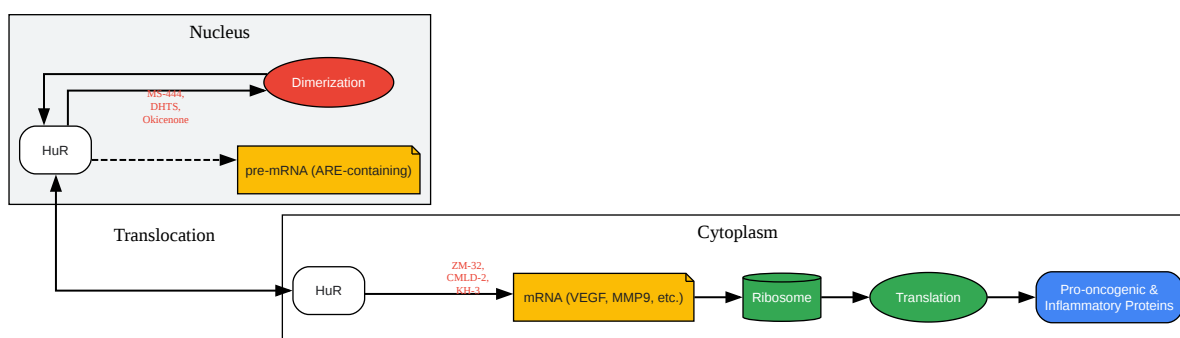 Nucleus
Dimerization
MS-444,
DHTS,
Okicenone
HuR
pre-mRNA (ARE-containing)
Translocation
Cytoplasm
HuR
ZM-32,
CMLD-2,
KH-3
mRNA (VEGF, MMP9, etc.)
Ribosome
Translation
Pro-oncogenic &
Inflammatory Proteins